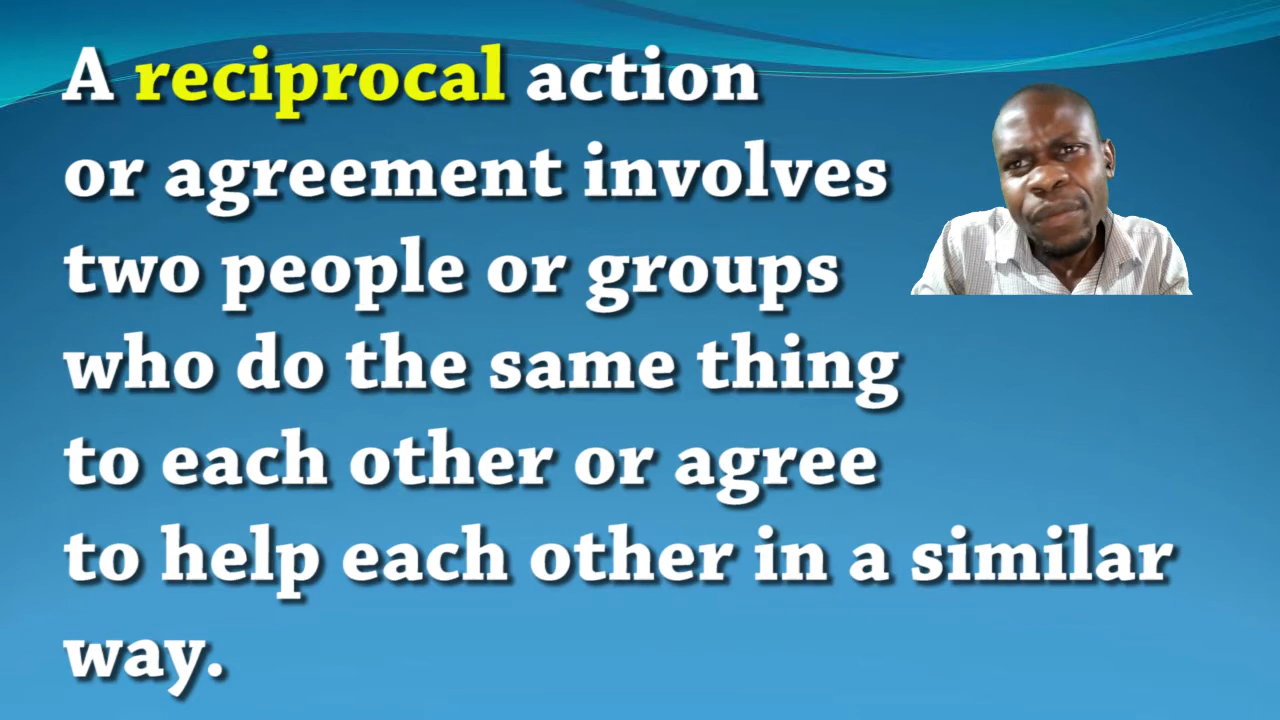 A reciprocal action
or agreement involves
two people or groups
who do the same thing
to each other or agree
to help each other in a similar
way.